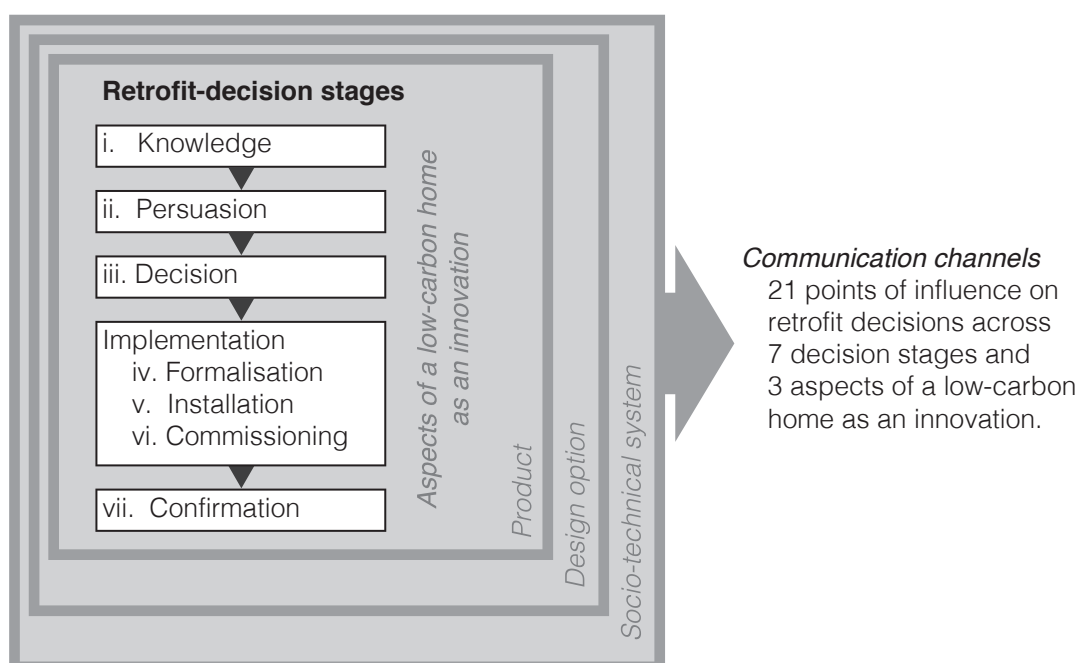 Retrofit-decision stages
i. Knowledge
ii. Persuasion
iii. Decision
Implementation
iv. Formalisation
v. Installation
vi. Commissioning
vii. Confirmation
Aspects of a low-carbon home
as an innovation
Product
Design option
Socio-technical system
Communication channels
21 points of influence on
retrofit decisions across
7 decision stages and
3 aspects of a low-carbon
home as an innovation.